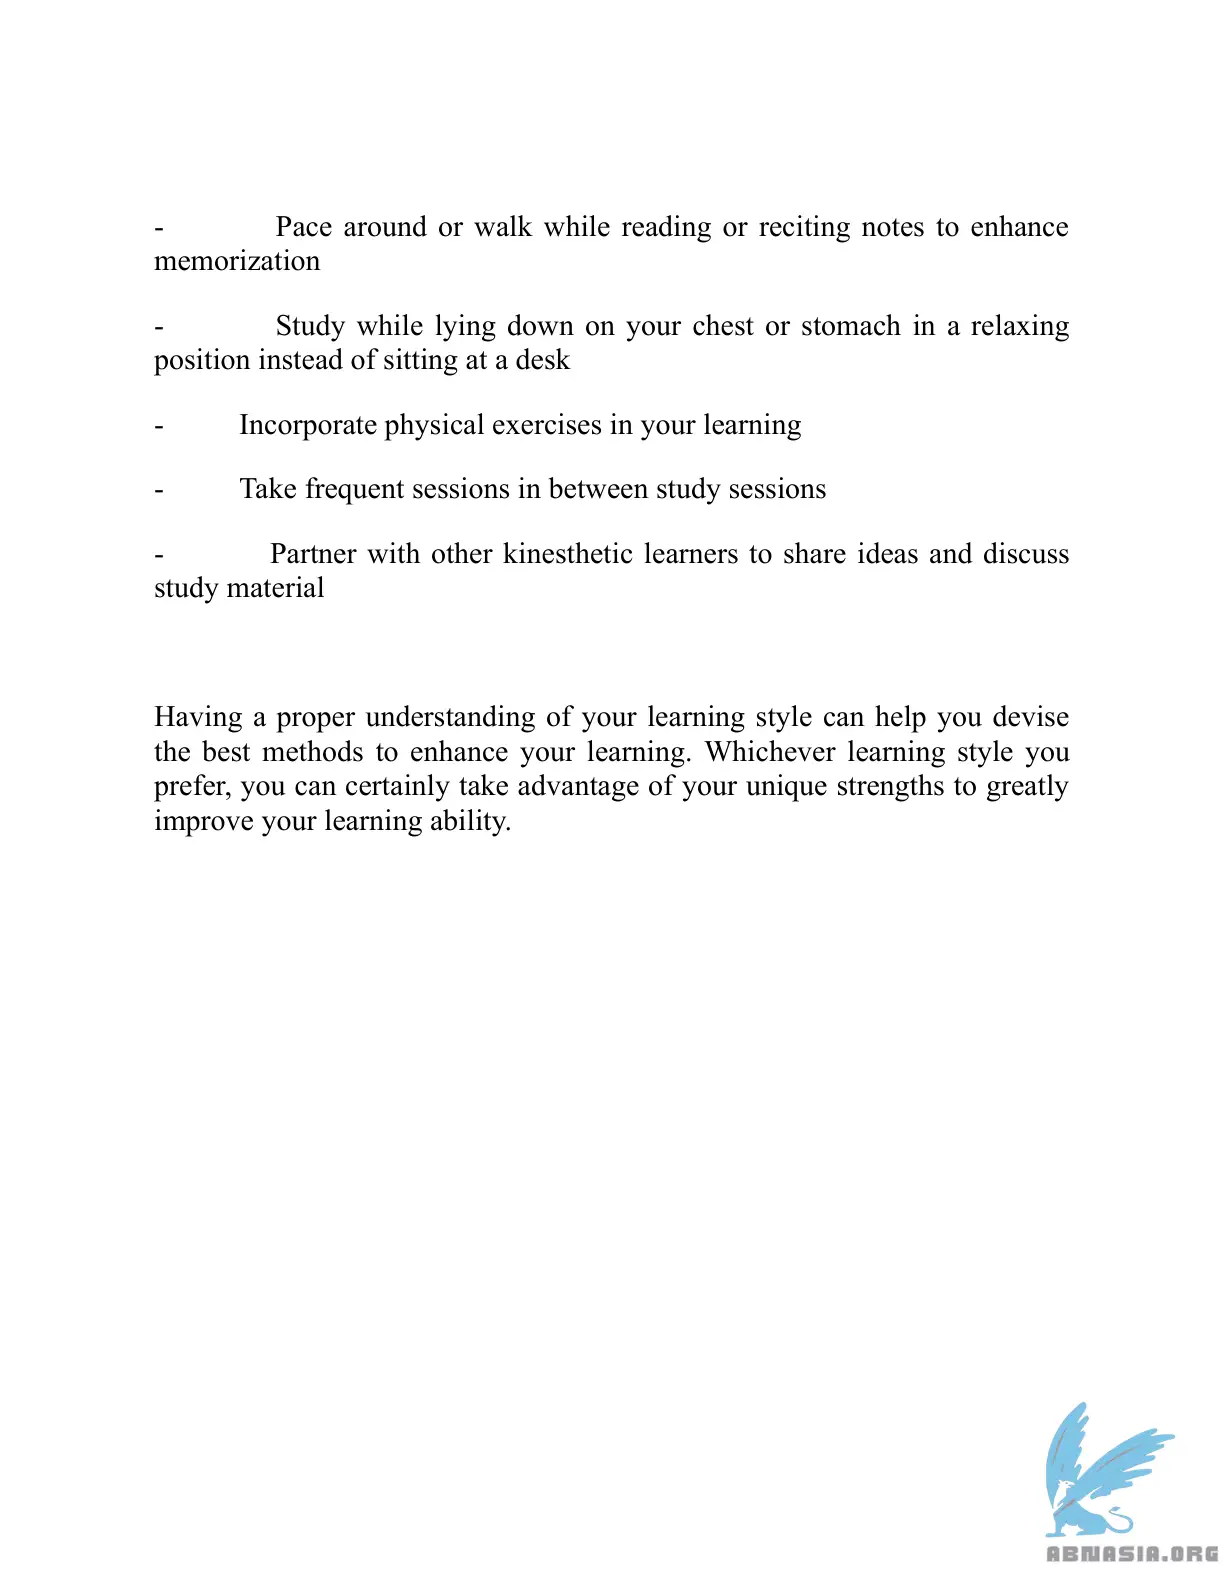 - Pace around or walk while reading or reciting notes to enhance
memorization
- Study while lying down on your chest or stomach in a relaxing
position instead of sitting at a desk
- Incorporate physical exercises in your learning
- Take frequent sessions in between study sessions
- Partner with other kinesthetic learners to share ideas and discuss
study material
Having a proper understanding of your learning style can help you devise
the best methods to enhance your learning. Whichever learning style you
prefer, you can certainly take advantage of your unique strengths to greatly
improve your learning ability.
ABNASIA.ORG